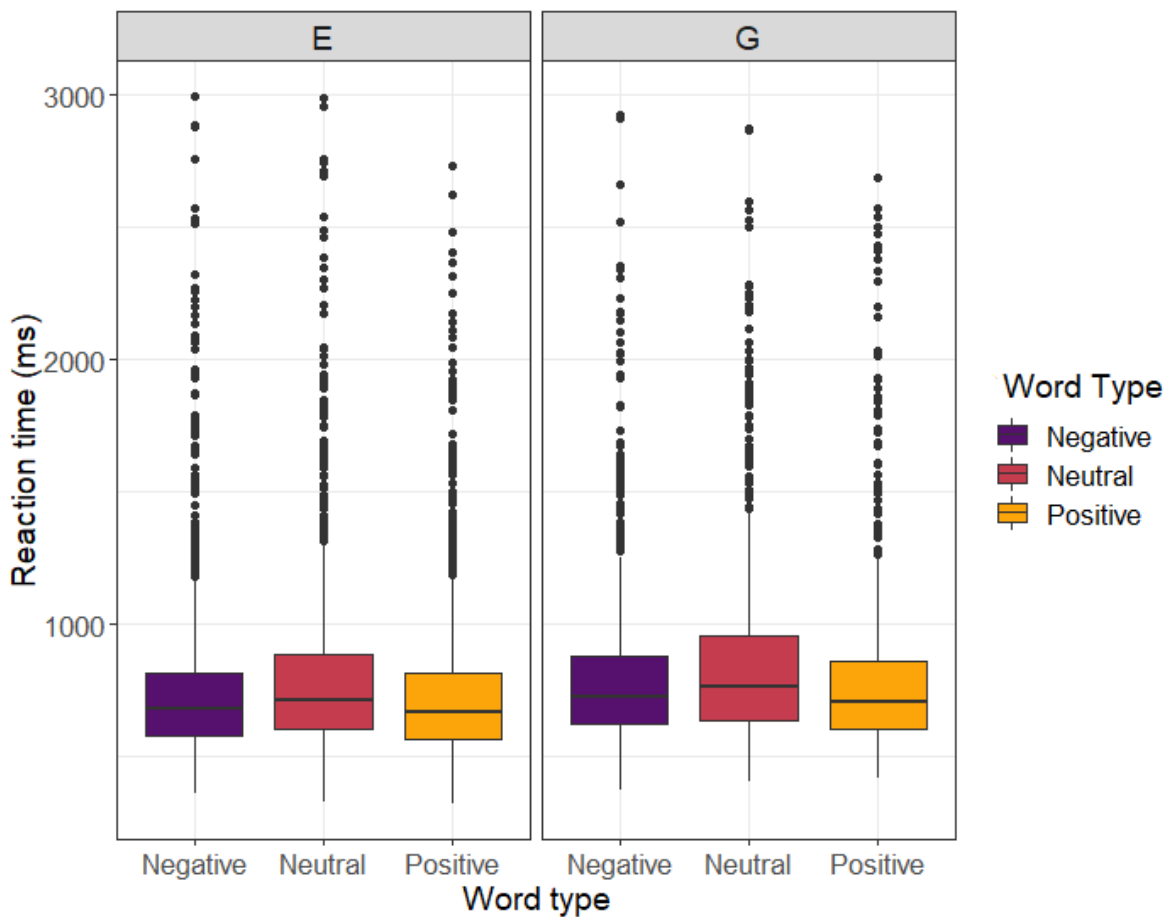 E
G
3000
2000
1000
Reaction time (ms)
Negative
Neutral
Positive
Negative
Neutral
Positive
Word type
Word Type
Negative
Neutral
Positive